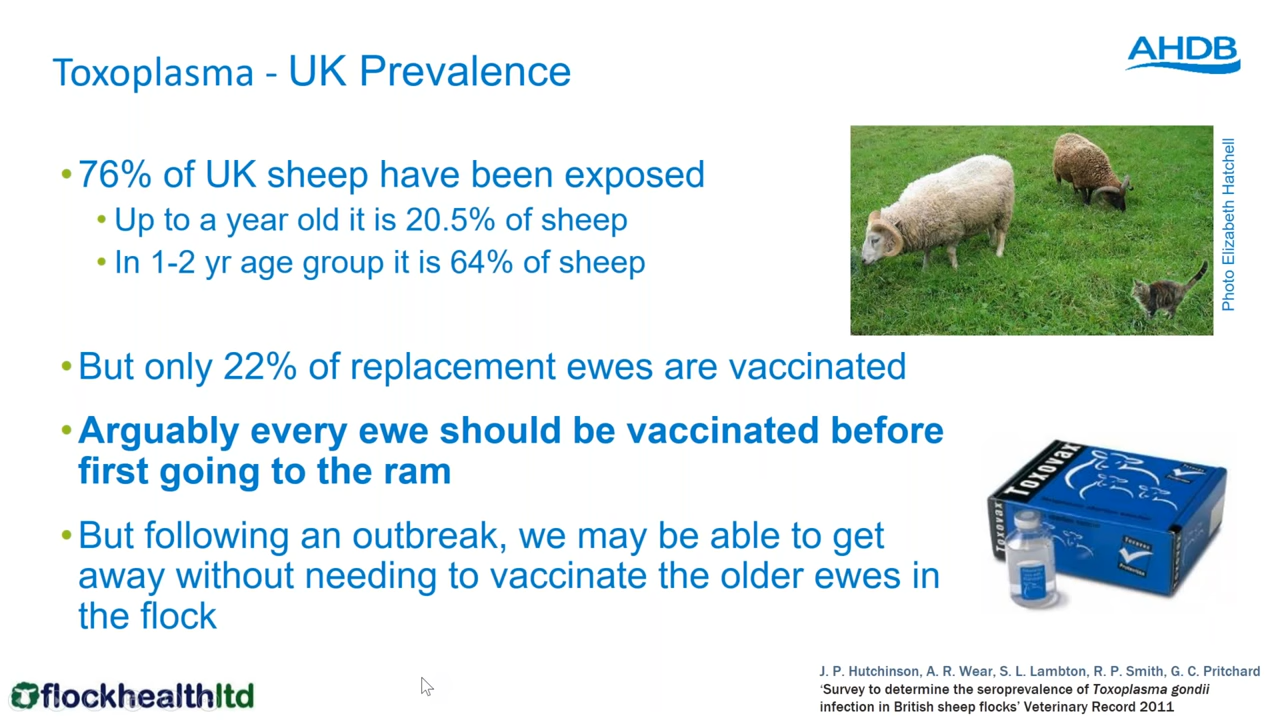 Toxoplasma - UK Prevalence
AHDB
•76% of UK sheep have been exposed
•Up to a year old it is 20.5% of sheep
•In 1-2 yr age group it is 64% of sheep
Photo Elizabeth Hatchell
•But only 22% of replacement ewes are vaccinated
•Arguably every ewe should be vaccinated before
first going to the ram
•But following an outbreak, we may be able to get
away without needing to vaccinate the older ewes in
the flock
Toxovax
Toxovax
flockhealthltd
J. P. Hutchinson, A. R. Wear, S. L. Lambton, R. P. Smith, G. C. Pritchard
‘Survey to determine the seroprevalence of Toxoplasma gondii
infection in British sheep flocks’ Veterinary Record 2011